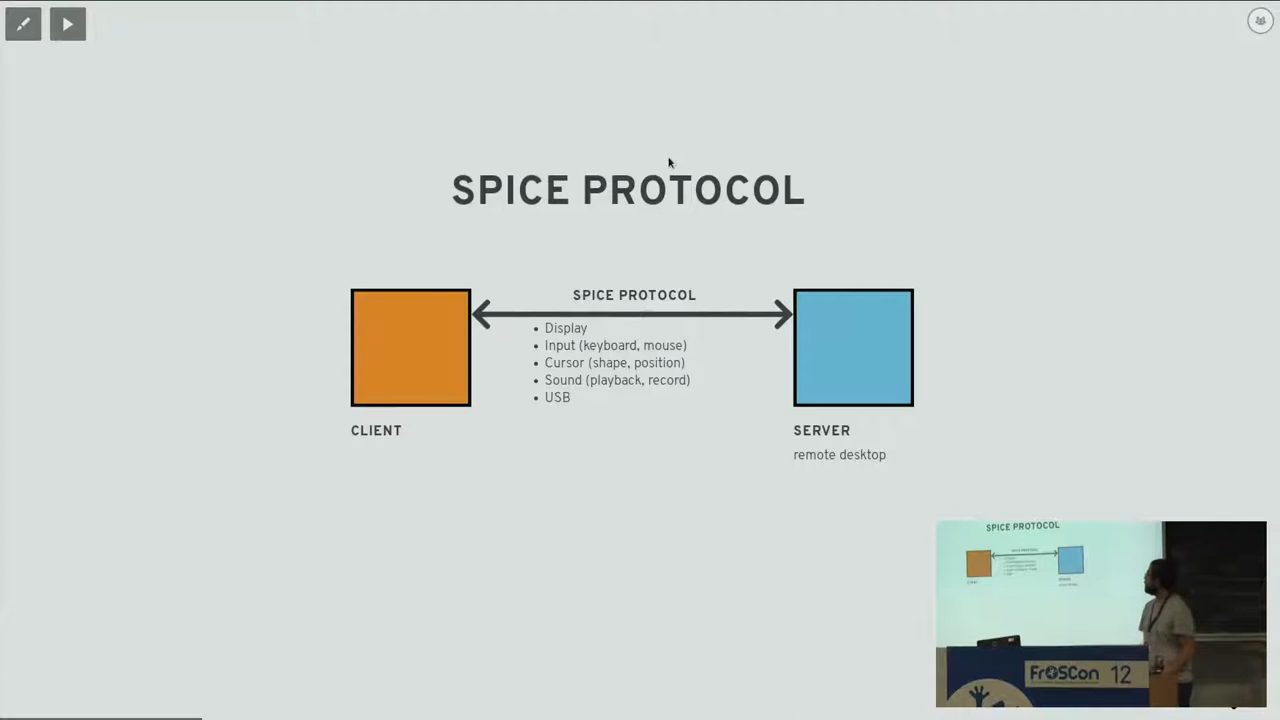 SPICE PROTOCOL
SPICE PROTOCOL
• Display
• Input (keyboard, mouse)
• Cursor (shape, position)
• Sound (playback, record)
• USB
CLIENT
SERVER
remote desktop
SPICE PROTOCOL
FrOSCon 12